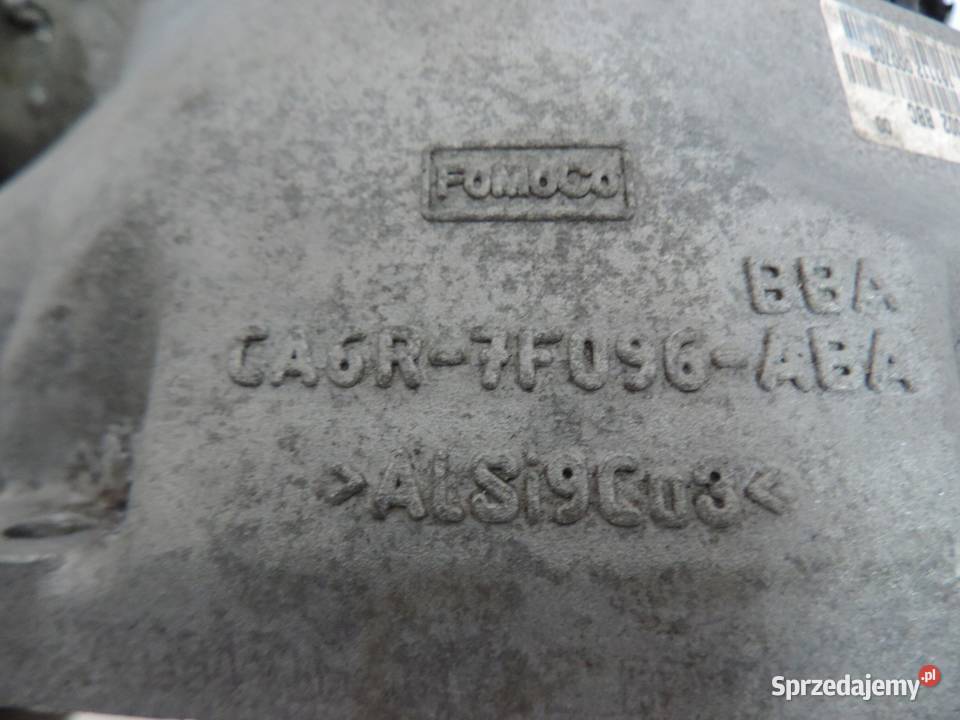 FoMoCo
BBA
CA6R-7F096-ABA
>AlSi9Cu3<
Sprzedajemy.pl